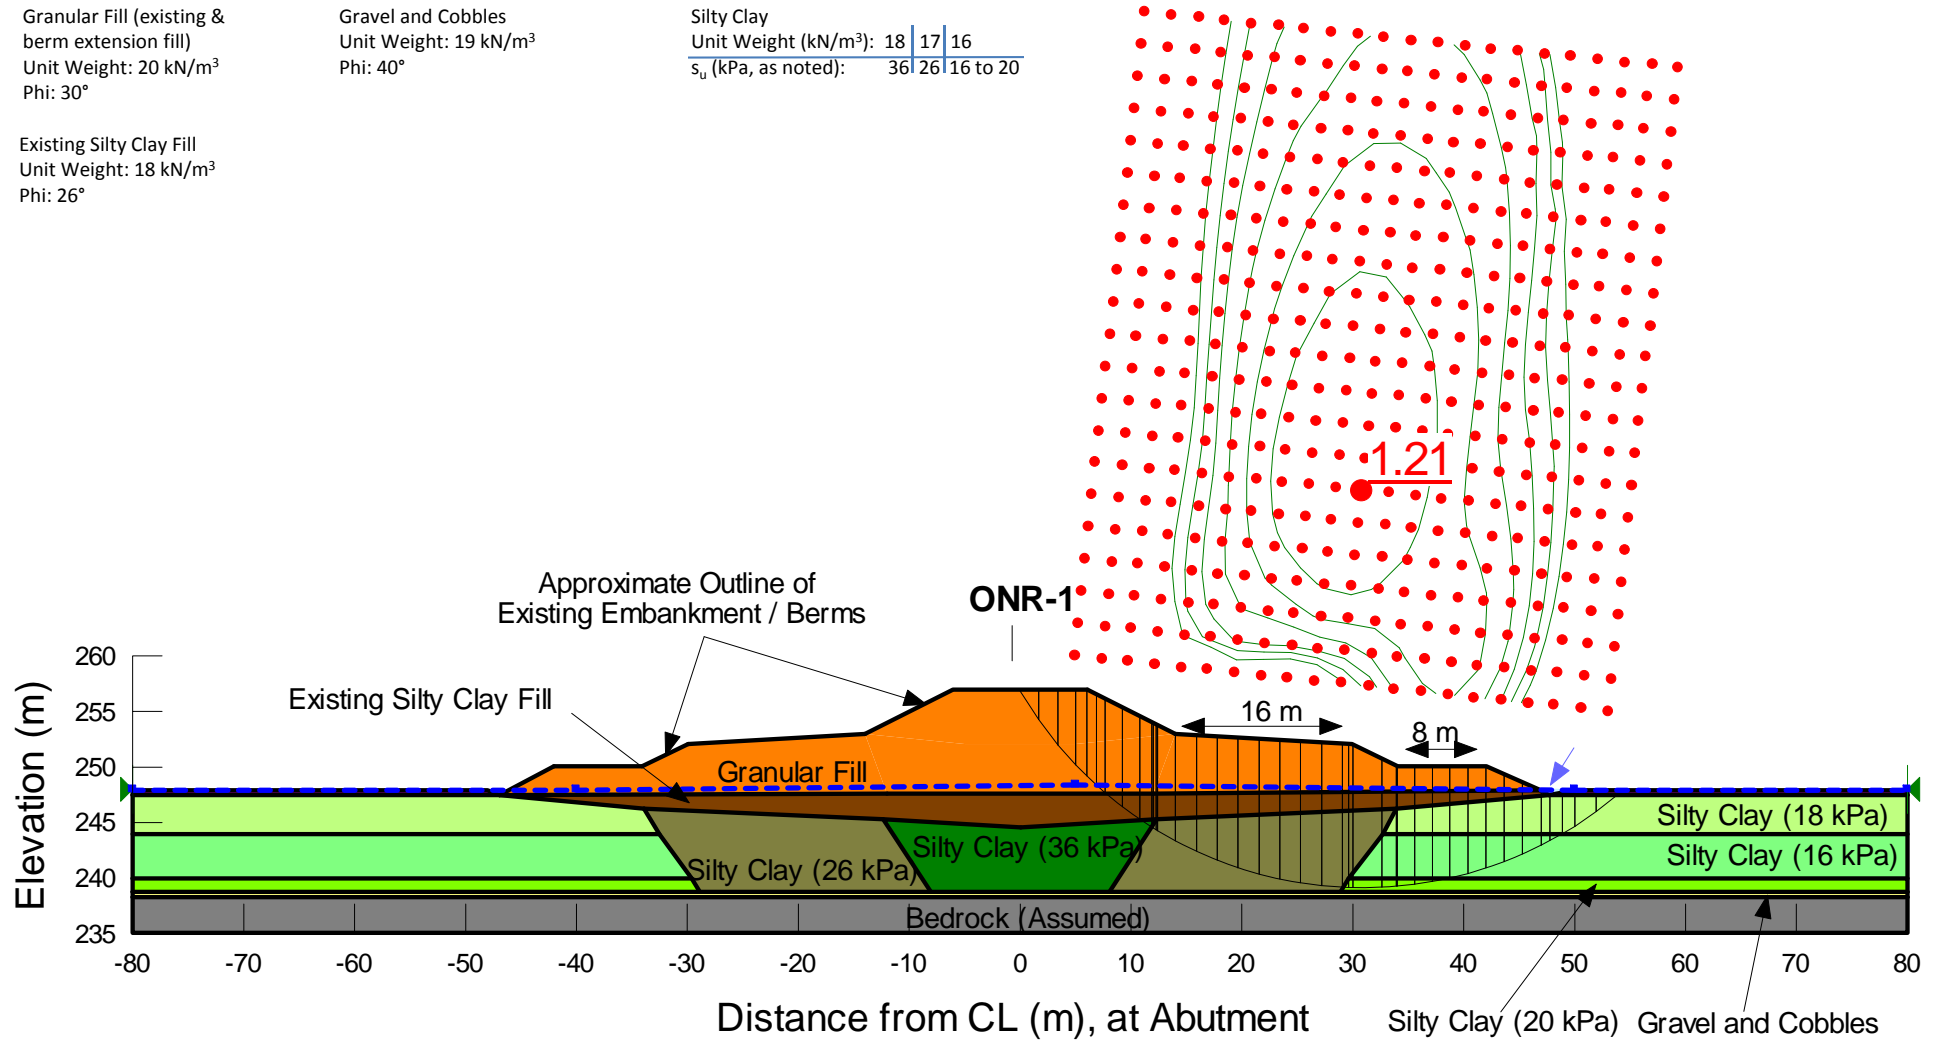 Granular Fill (existing &
berm extension fill)
Unit Weight: 20 kN/m³
Phi: 30°
Existing Silty Clay Fill
Unit Weight: 18 kN/m³
Phi: 26°
Gravel and Cobbles
Unit Weight: 19 kN/m³
Phi: 40°
Silty Clay
Unit Weight (kN/m³): 18 17 16
su (kPa, as noted): 36 26 16 to 20
1.21
Approximate Outline of
Existing Embankment / Berms
ONR-1
Existing Silty Clay Fill
16 m
8 m
Granular Fill
Silty Clay (18 kPa)
Silty Clay (36 kPa)
Silty Clay (16 kPa)
Silty Clay (26 kPa)
Bedrock (Assumed)
Elevation (m)
260
255
250
245
240
235
-80 -70 -60 -50 -40 -30 -20 -10 0 10 20 30 40 50 60 70 80
Distance from CL (m), at Abutment
Silty Clay (20 kPa)
Gravel and Cobbles